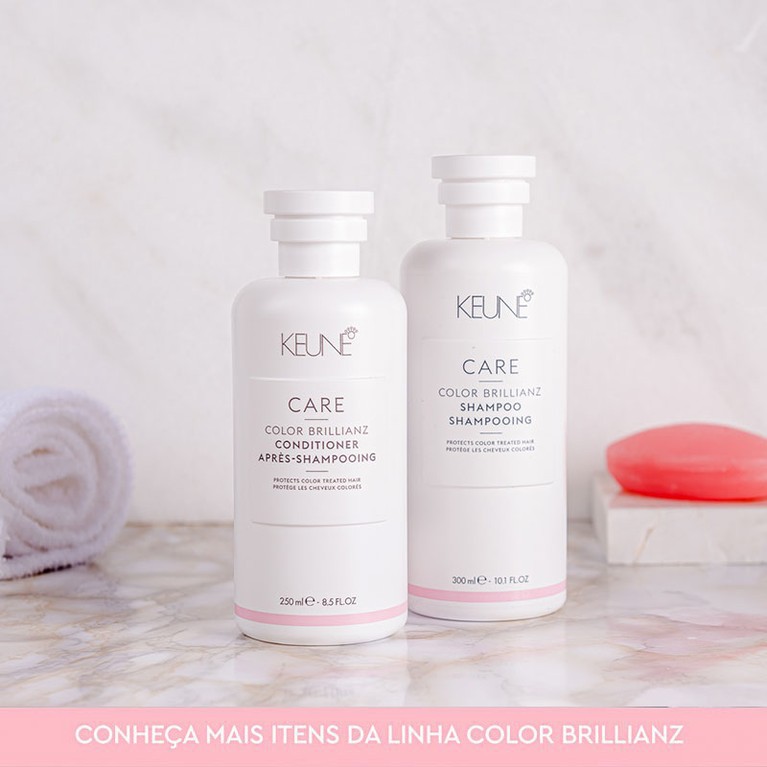 KEUNE
CARE
COLOR BRILLIANZ
CONDITIONER
APRÈS-SHAMPOOING
PROTECTS COLOR TREATED HAIR
PROTÈGE LES CHEVEUX COLORÉS
250 ml ℮ - 8.5 FL.OZ
KEUNE
CARE
COLOR BRILLIANZ
SHAMPOO
SHAMPOOING
PROTECTS COLOR TREATED HAIR
PROTÈGE LES CHEVEUX COLORÉS
300 ml ℮ - 10.1 FL.OZ
CONHEÇA MAIS ITENS DA LINHA COLOR BRILLIANZ